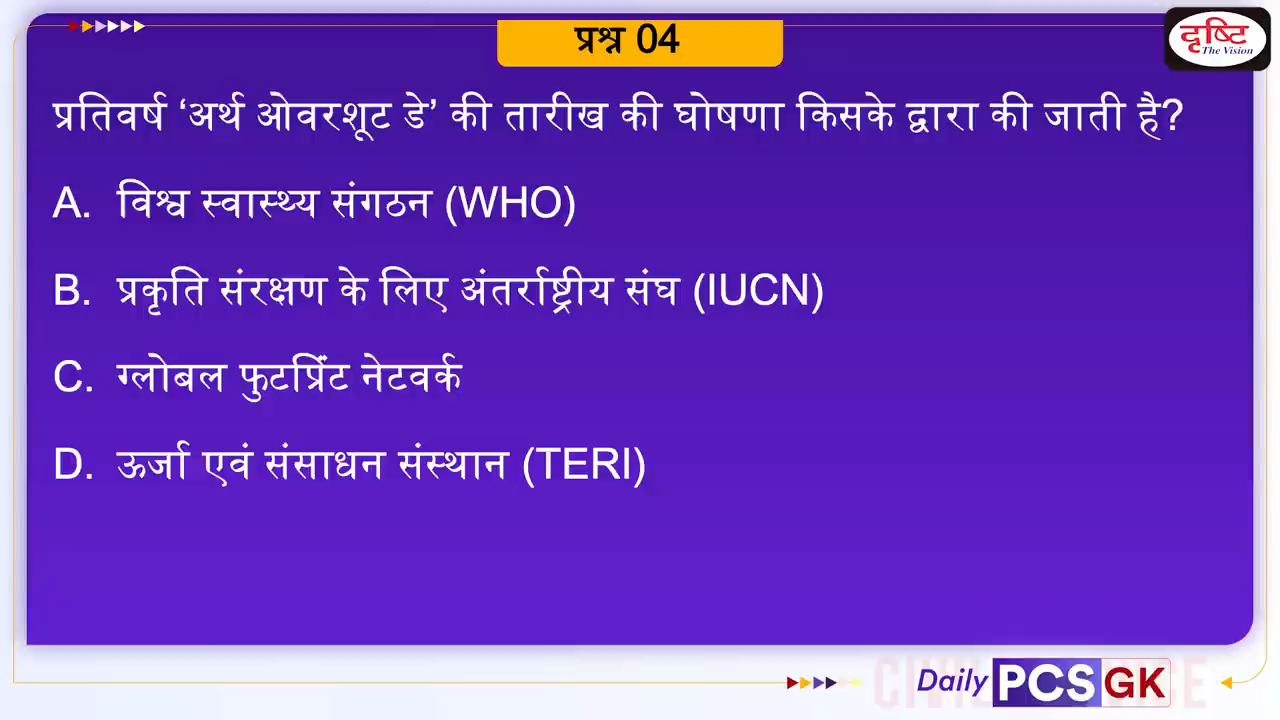 प्रश्न 04
दृष्टि
The Vision
प्रतिवर्ष ‘अर्थ ओवरशूट डे’ की तारीख की घोषणा किसके द्वारा की जाती है?
A. विश्व स्वास्थ्य संगठन (WHO)
B. प्रकृति संरक्षण के लिए अंतर्राष्ट्रीय संघ (IUCN)
C. ग्लोबल फुटप्रिंट नेटवर्क
D. ऊर्जा एवं संसाधन संस्थान (TERI)
Daily PCS GK